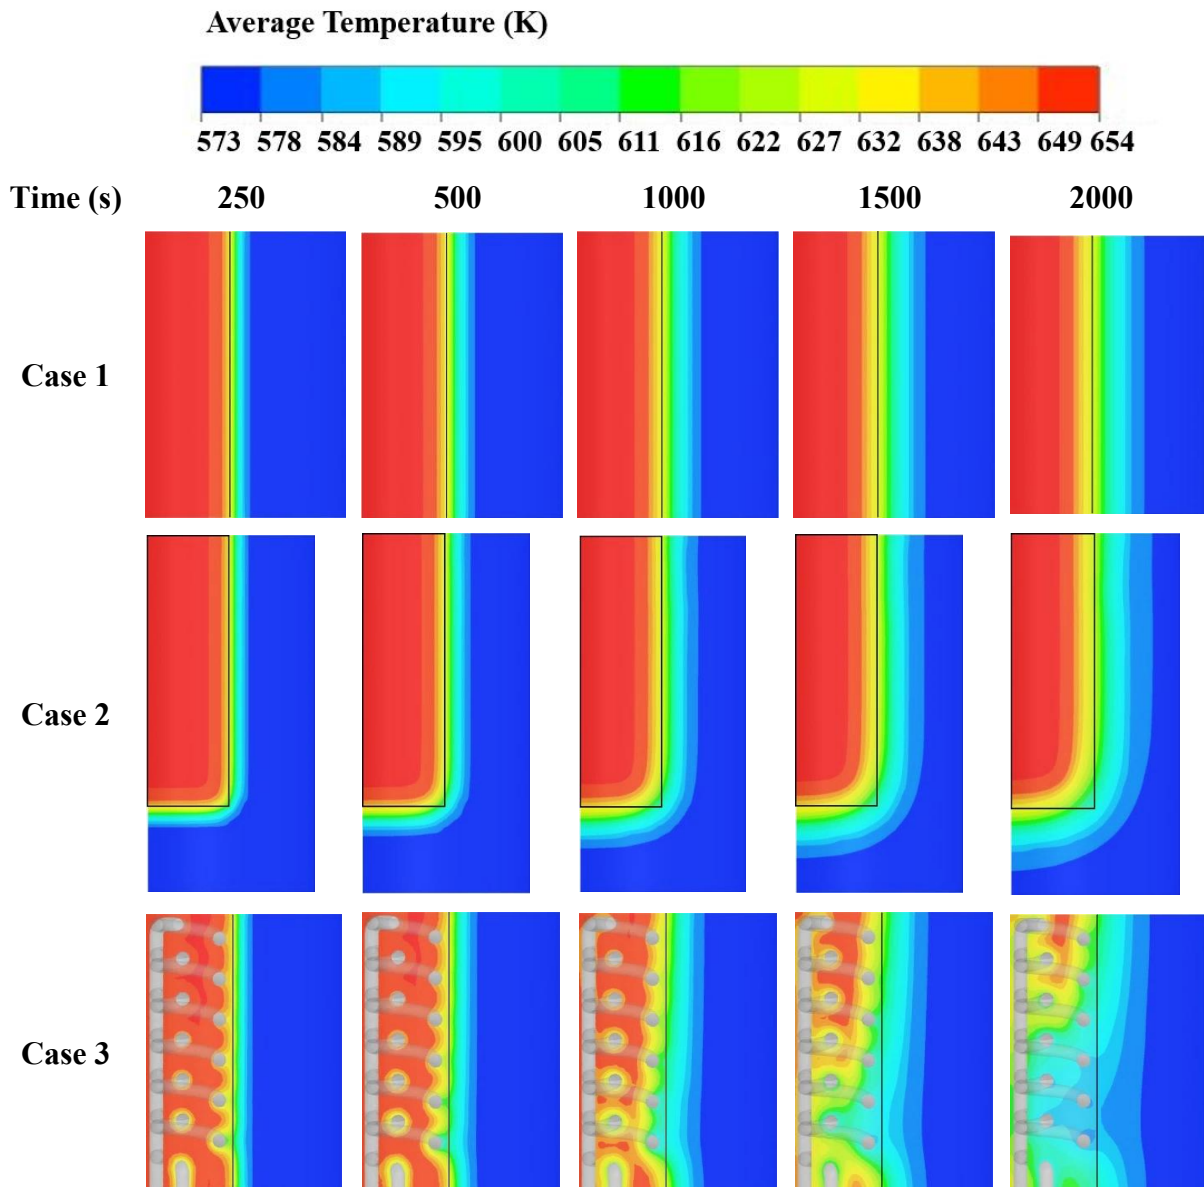 Average Temperature (K)
573 578 584 589 595 600 605 611 616 622 627 632 638 643 649 654
Time (s) 250 500 1000 1500 2000
Case 1
Case 2
Case 3